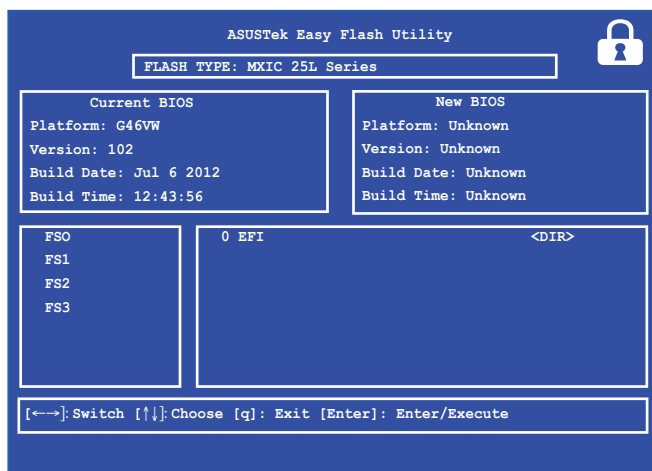 ASUSTek Easy Flash Utility
FLASH TYPE: MXIC 25L Series
Current BIOS
Platform: G46VW
Version: 102
Build Date: Jul 6 2012
Build Time: 12:43:56
New BIOS
Platform: Unknown
Version: Unknown
Build Date: Unknown
Build Time: Unknown
FSO
FS1
FS2
FS3
0 EFI <DIR>
[←→]: Switch [↑↓]: Choose [q]: Exit [Enter]: Enter/Execute